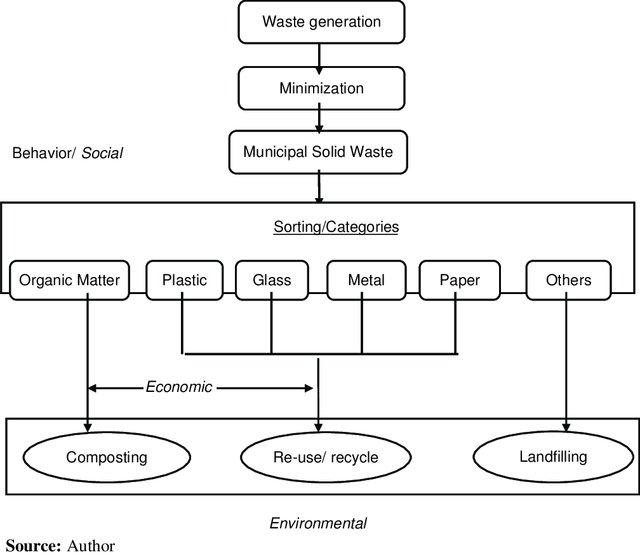 Waste generation
Minimization
Municipal Solid Waste
Behavior/ Social
Sorting/Categories
Organic Matter
Plastic
Glass
Metal
Paper
Others
Economic
Composting
Re-use/ recycle
Landfilling
Environmental
Source: Author